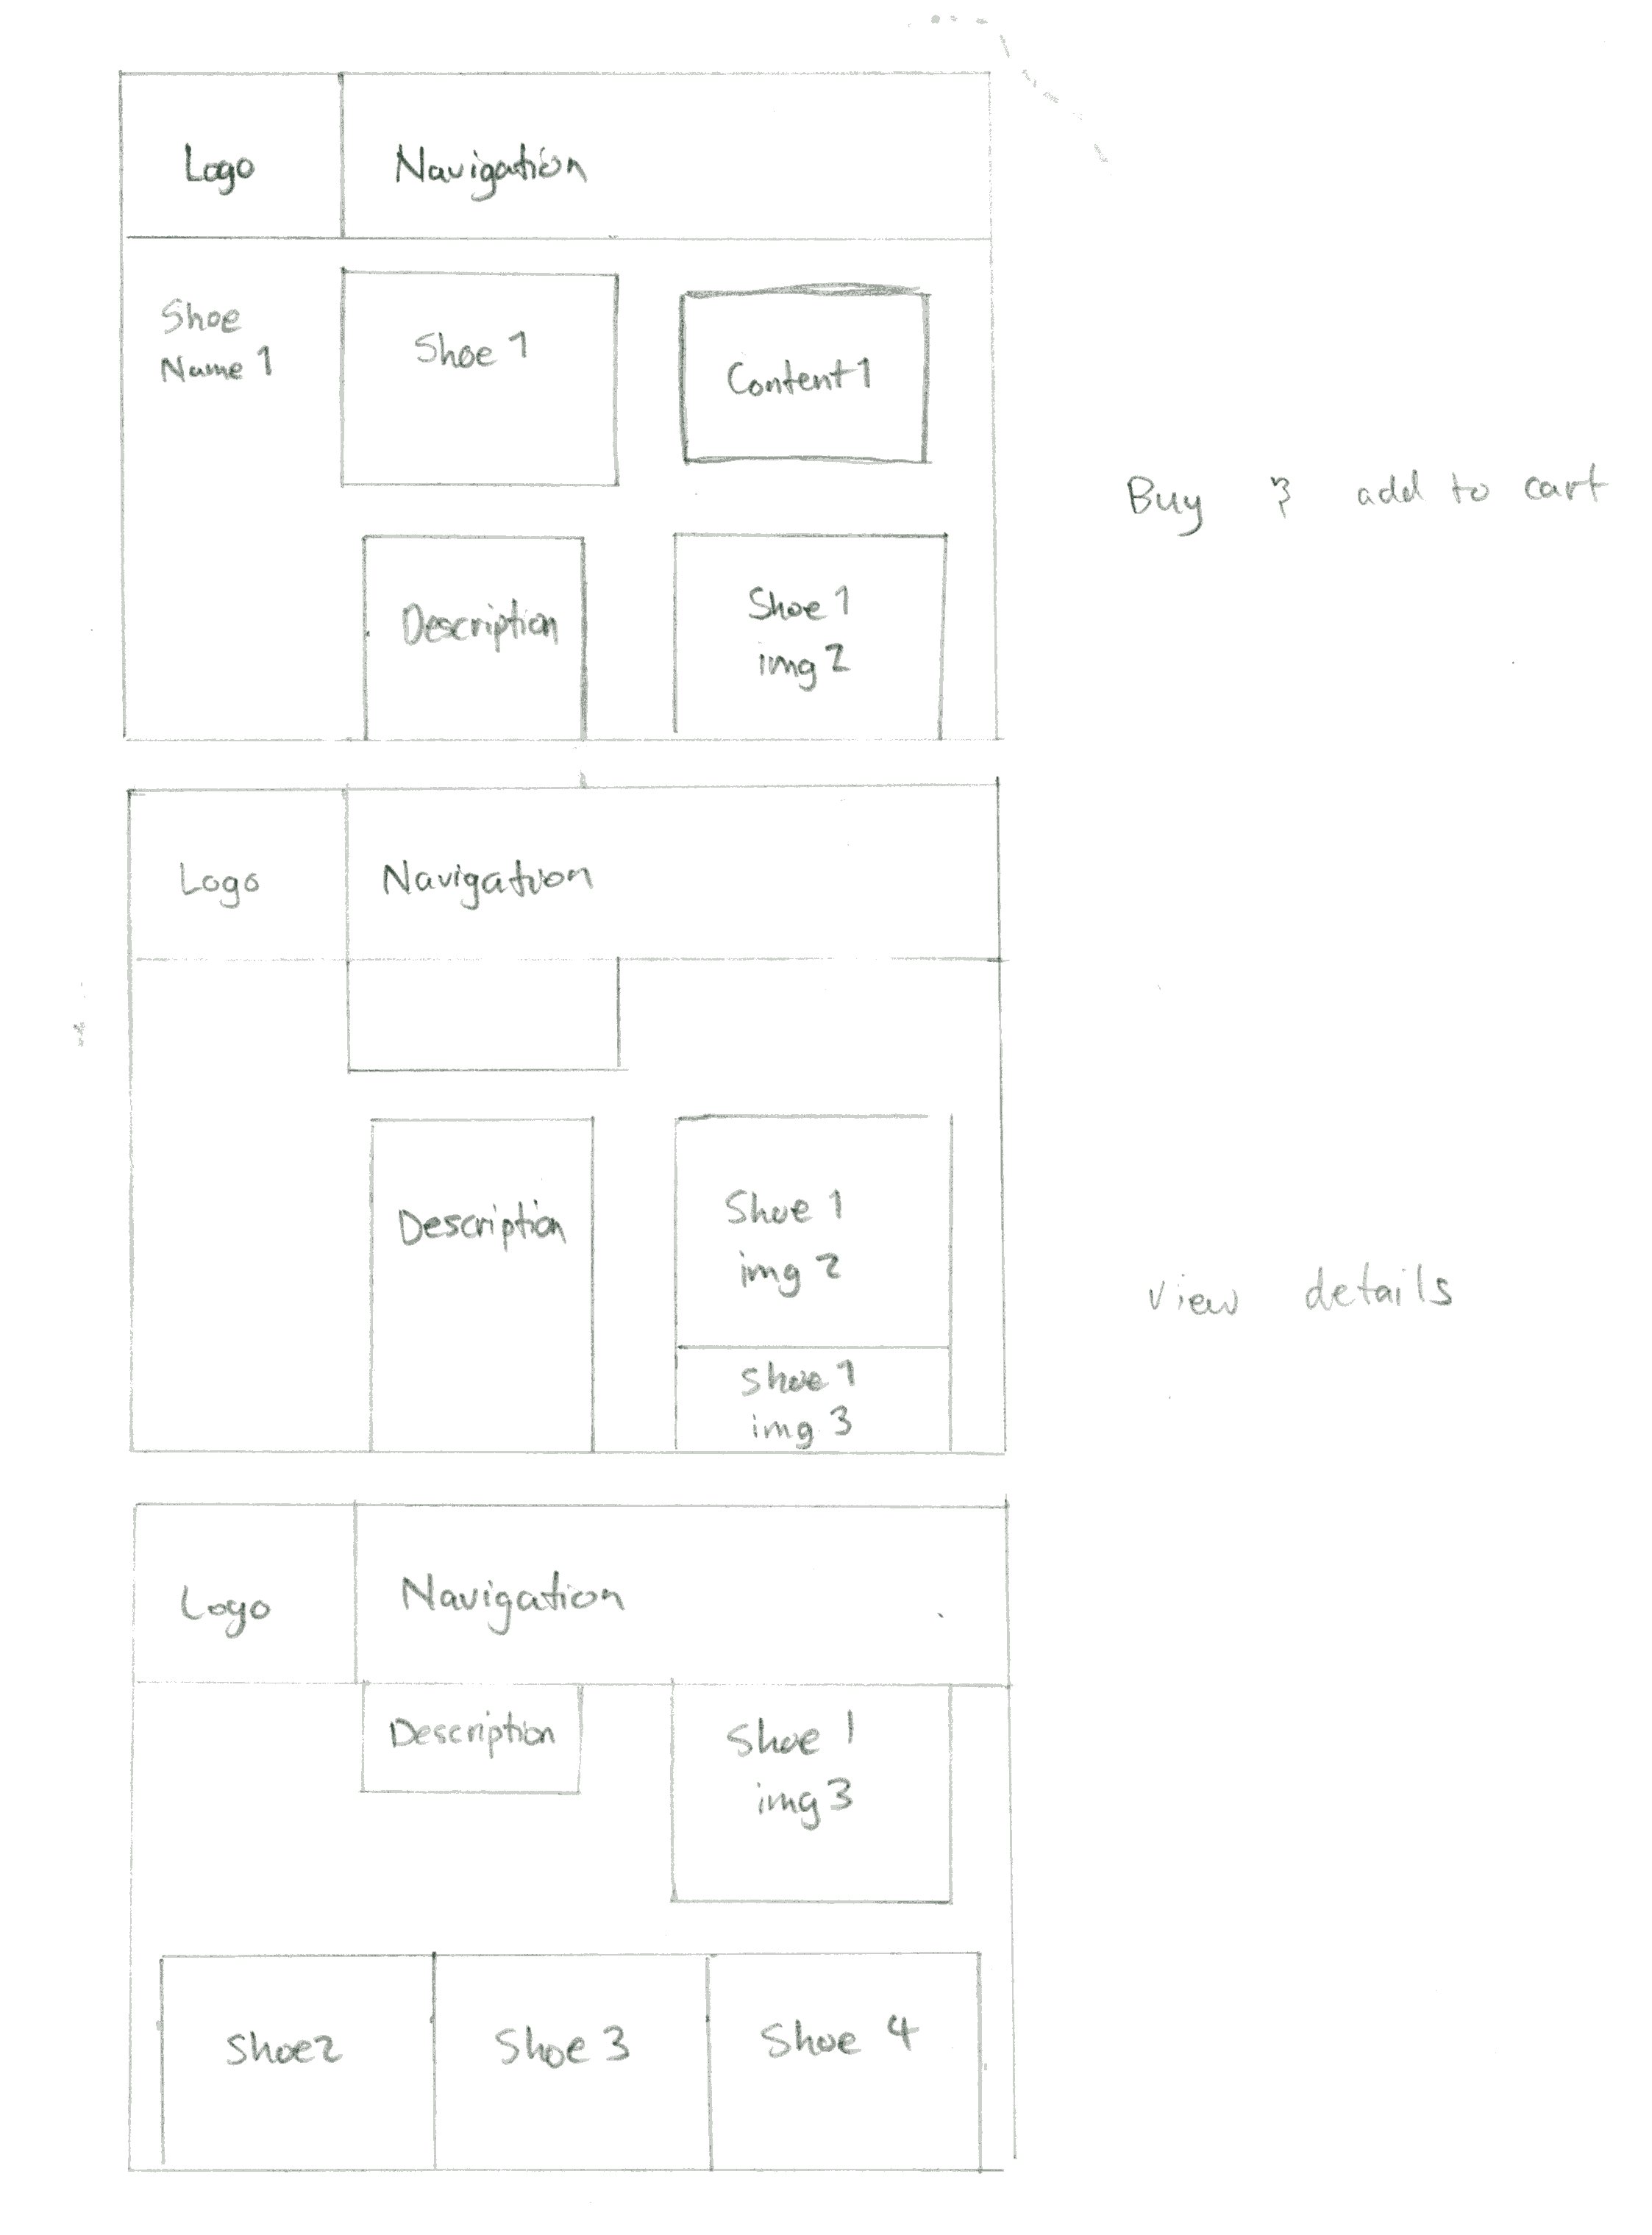 Logo
Navigation
Shoe
Name 1
Shoe 1
Content 1
Buy & add to cart
Description
Shoe 1
img 2
Logo
Navigation
Description
Shoe 1
img 2
View details
Shoe 1
img 3
Logo
Navigation
Description
Shoe 1
img 3
Shoe 2
Shoe 3
Shoe 4